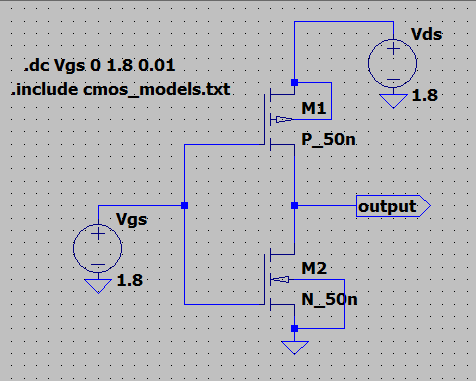 Vds
.dc Vgs 0 1.8 0.01
.include cmos_models.txt
1.8
M1
P_50n
output
Vgs
M2
1.8
N_50n